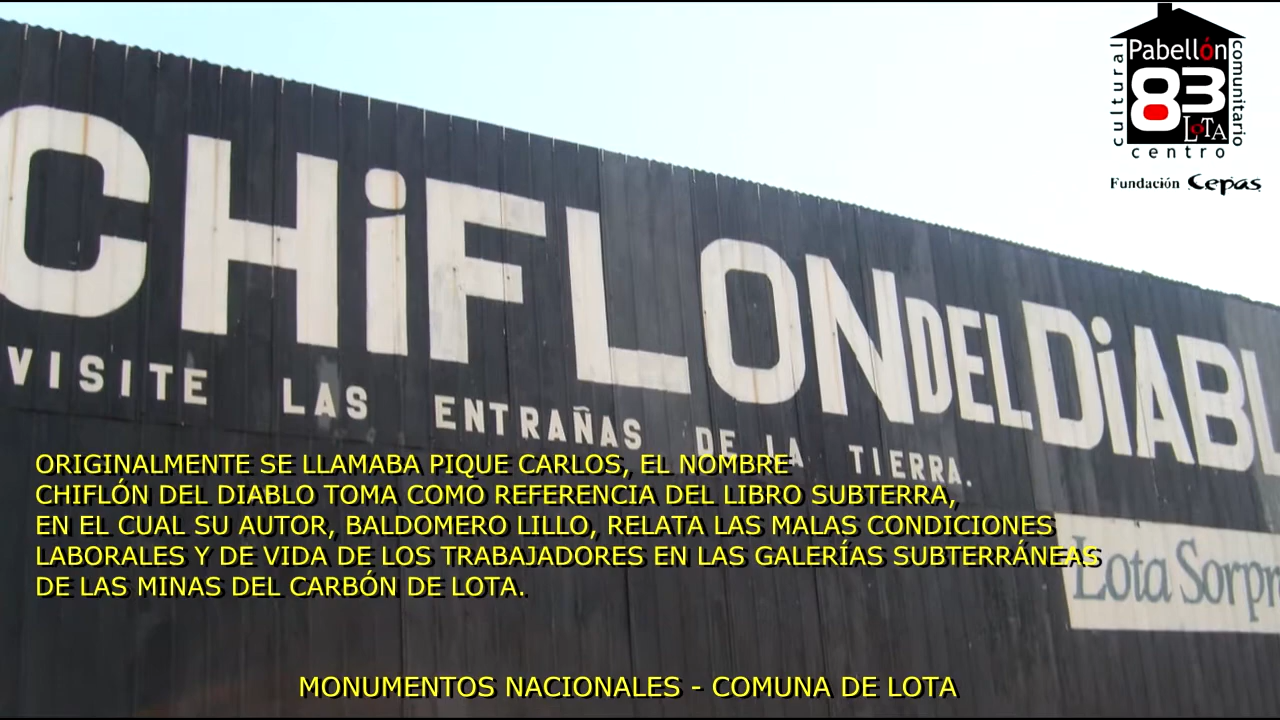 cultural
Pabellón
83
LOTA
comunitario
centro
Fundación Cepas
CHiFLON DEL DiABL
VISITE LAS ENTRAÑAS DE LA TIERRA.
ORIGINALMENTE SE LLAMABA PIQUE CARLOS, EL NOMBRE
CHIFLÓN DEL DIABLO TOMA COMO REFERENCIA DEL LIBRO SUBTERRA,
EN EL CUAL SU AUTOR, BALDOMERO LILLO, RELATA LAS MALAS CONDICIONES
LABORALES Y DE VIDA DE LOS TRABAJADORES EN LAS GALERÍAS SUBTERRÁNEAS
DE LAS MINAS DEL CARBÓN DE LOTA.
Lota Sorpr
MONUMENTOS NACIONALES - COMUNA DE LOTA